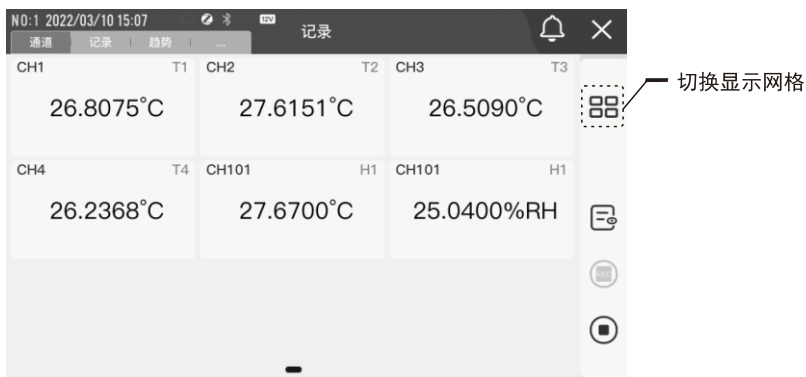 NO:1 2022/03/10 15:07
12V
记录
通道 记录 趋势 ...
CH1 T1 CH2 T2 CH3 T3
26.8075°C 27.6151°C 26.5090°C
切换显示网格
CH4 T4 CH101 H1 CH101 H1
26.2368°C 27.6700°C 25.0400%RH
REC